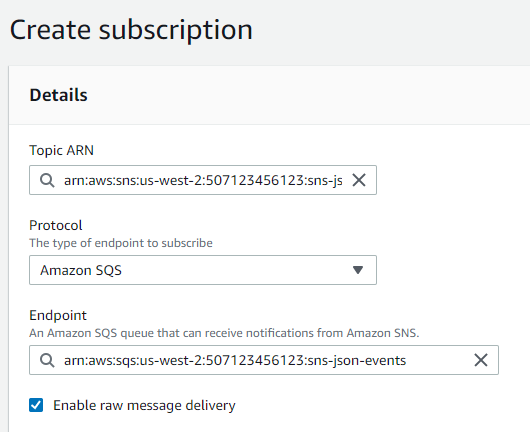 Create subscription
Details
Topic ARN
arn:aws:sns:us-west-2:507123456123:sns-js
Protocol
The type of endpoint to subscribe
Amazon SQS
Endpoint
An Amazon SQS queue that can receive notifications from Amazon SNS.
arn:aws:sqs:us-west-2:507123456123:sns-json-events
Enable raw message delivery